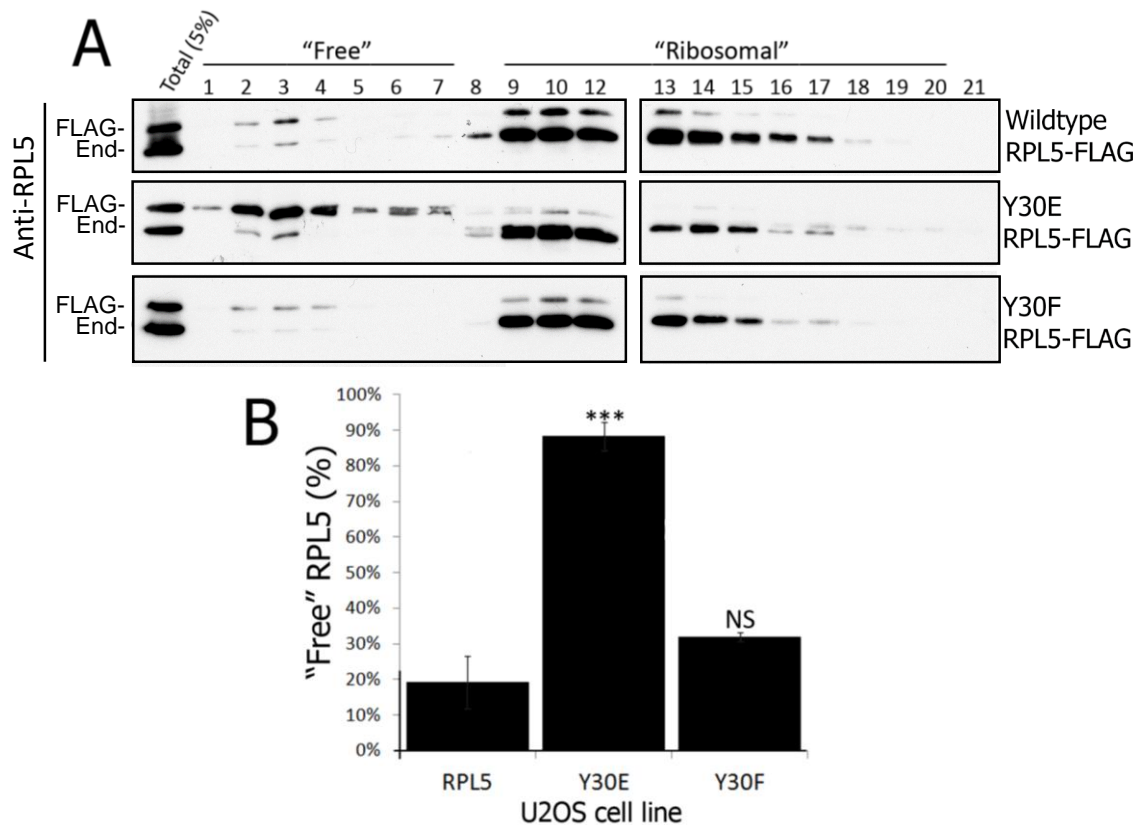 A
Total (5%)
“Free”
“Ribosomal”
1 2 3 4 5 6 7 8 9 10 12 13 14 15 16 17 18 19 20 21
Anti-RPL5
FLAG-
End-
Wildtype
RPL5-FLAG
FLAG-
End-
Y30E
RPL5-FLAG
FLAG-
End-
Y30F
RPL5-FLAG
B
“Free” RPL5 (%)
100%
90%
80%
70%
60%
50%
40%
30%
20%
10%
0%
***
NS
RPL5 Y30E Y30F
U2OS cell line